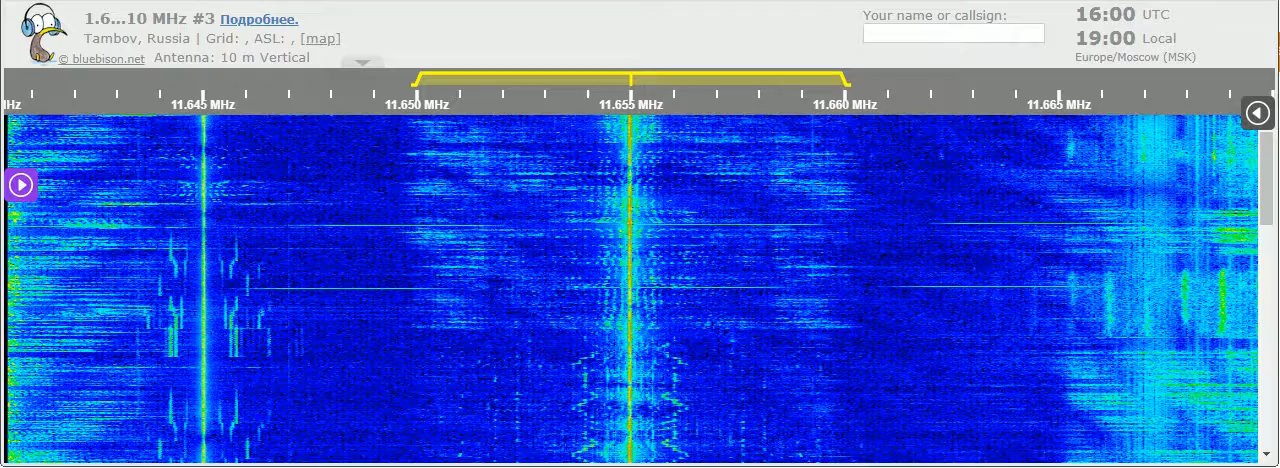 1.6...10 MHz #3 Подробнее.
Tambov, Russia | Grid: , ASL: , [map]
© bluebison.net Antenna: 10 m Vertical
Your name or callsign:
16:00 UTC
19:00 Local
Europe/Moscow (MSK)
Hz 11.645 MHz 11.650 MHz 11.655 MHz 11.660 MHz 11.665 MHz